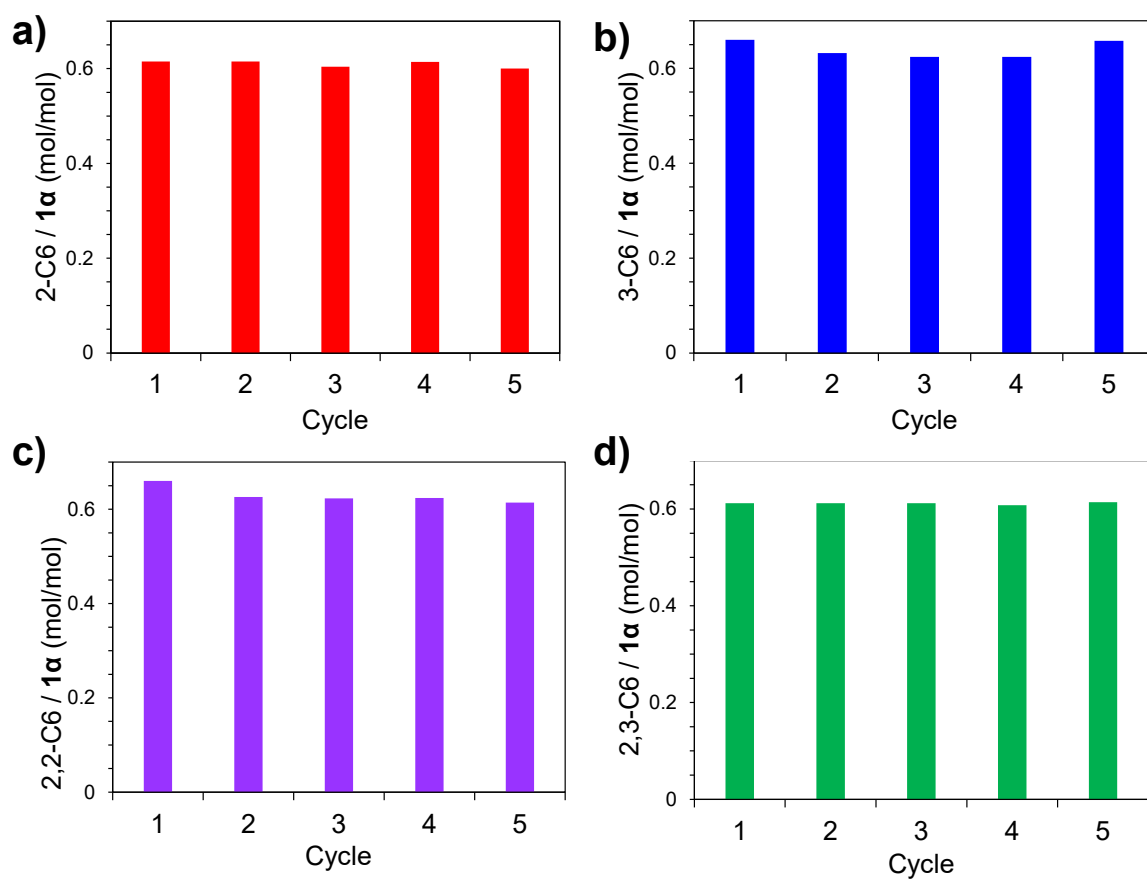 a)
2-C6 / 1α (mol/mol)
0.6
0.4
0.2
0
1 2 3 4 5
Cycle
b)
3-C6 / 1α (mol/mol)
0.6
0.4
0.2
0
1 2 3 4 5
Cycle
c)
2,2-C6 / 1α (mol/mol)
0.6
0.4
0.2
0
1 2 3 4 5
Cycle
d)
2,3-C6 / 1α (mol/mol)
0.6
0.4
0.2
0
1 2 3 4 5
Cycle